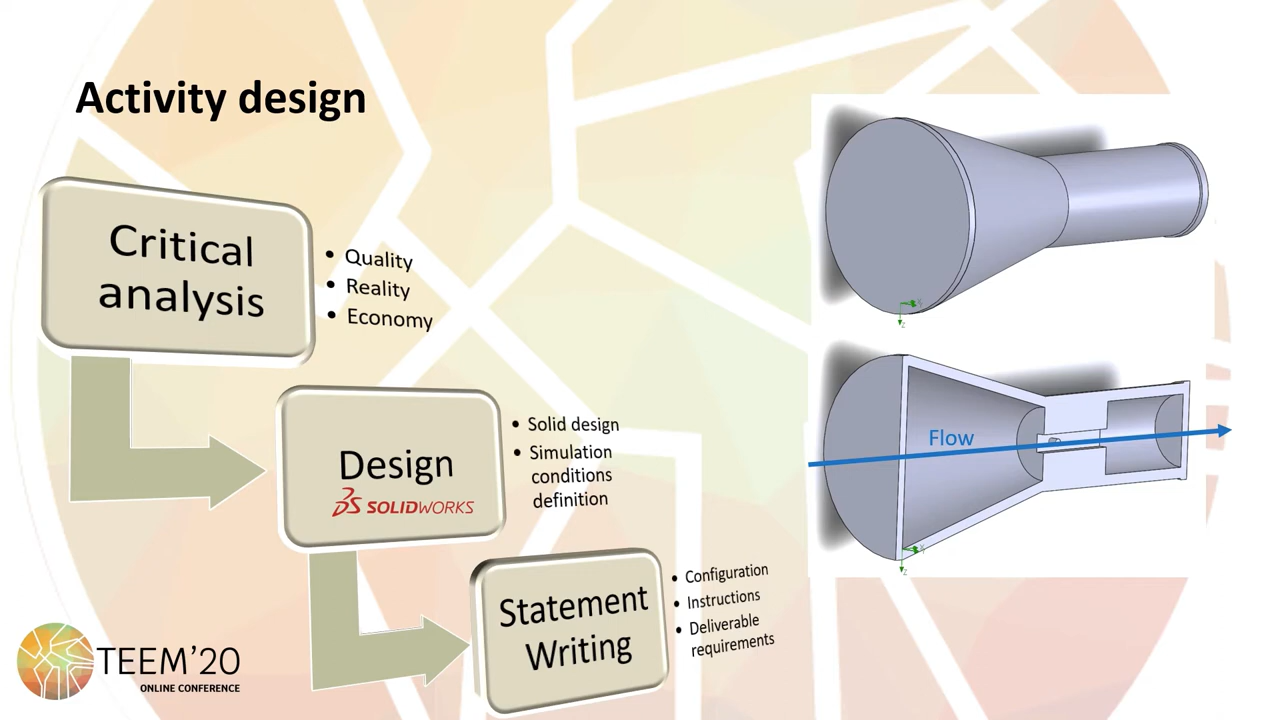 Activity design
Critical
analysis
• Quality
• Reality
• Economy
Design
SOLIDWORKS
• Solid design
• Simulation
conditions
definition
Statement
Writing
• Configuration
• Instructions
• Deliverable
requirements
Flow
TEEM'20
ONLINE CONFERENCE